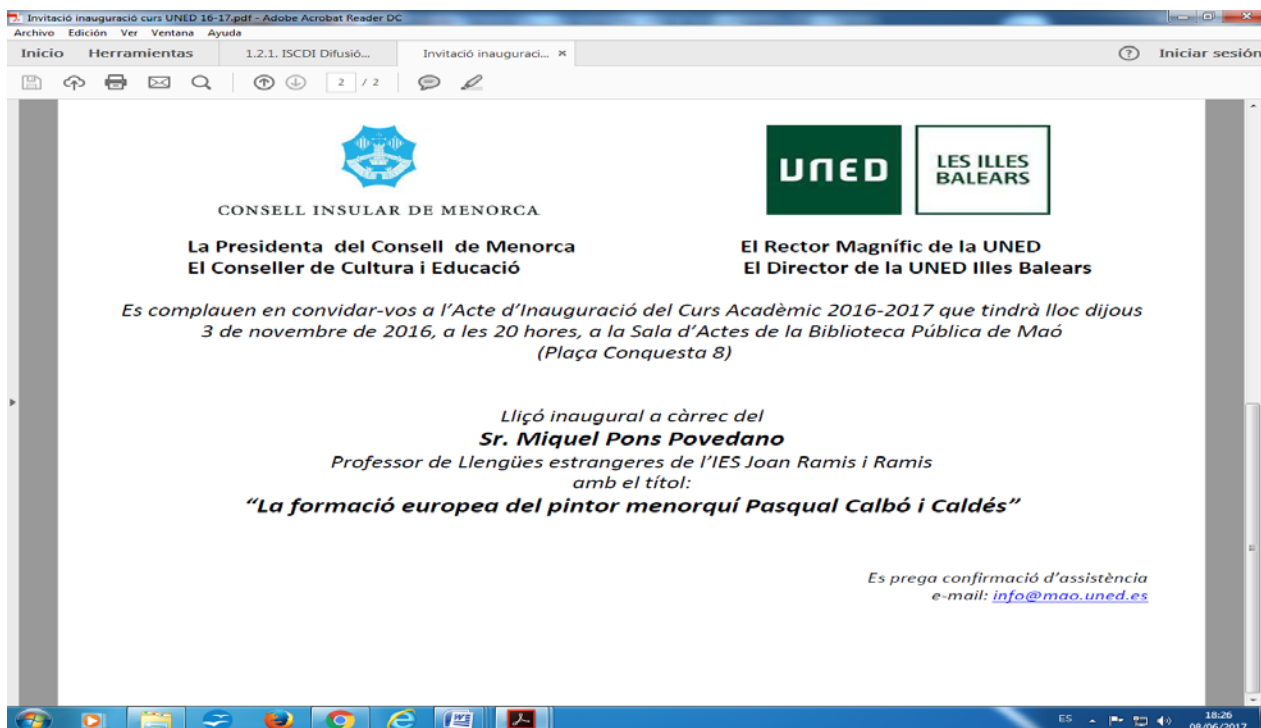 Invitació inauguració curs UNED 16-17.pdf - Adobe Acrobat Reader DC
Archivo Edición Ver Ventana Ayuda
Inicio Herramientas 1.2.1. ISCDI Difusió... Invitació inauguraci... × ? Iniciar sesión
2 / 2
CONSELL INSULAR DE MENORCA
UNED
LES ILLES
BALEARS
La Presidenta del Consell de Menorca
El Conseller de Cultura i Educació
El Rector Magnífic de la UNED
El Director de la UNED Illes Balears
Es complauen en convidar-vos a l’Acte d’Inauguració del Curs Acadèmic 2016-2017 que tindrà lloc dijous
3 de novembre de 2016, a les 20 hores, a la Sala d’Actes de la Biblioteca Pública de Maó
(Plaça Conquesta 8)
Lliçó inaugural a càrrec del
Sr. Miquel Pons Povedano
Professor de Llengües estrangeres de l’IES Joan Ramis i Ramis
amb el títol:
“La formació europea del pintor menorquí Pasqual Calbó i Caldés”
Es prega confirmació d’assistència
e-mail: info@mao.uned.es
ES 18:26
08/06/2017